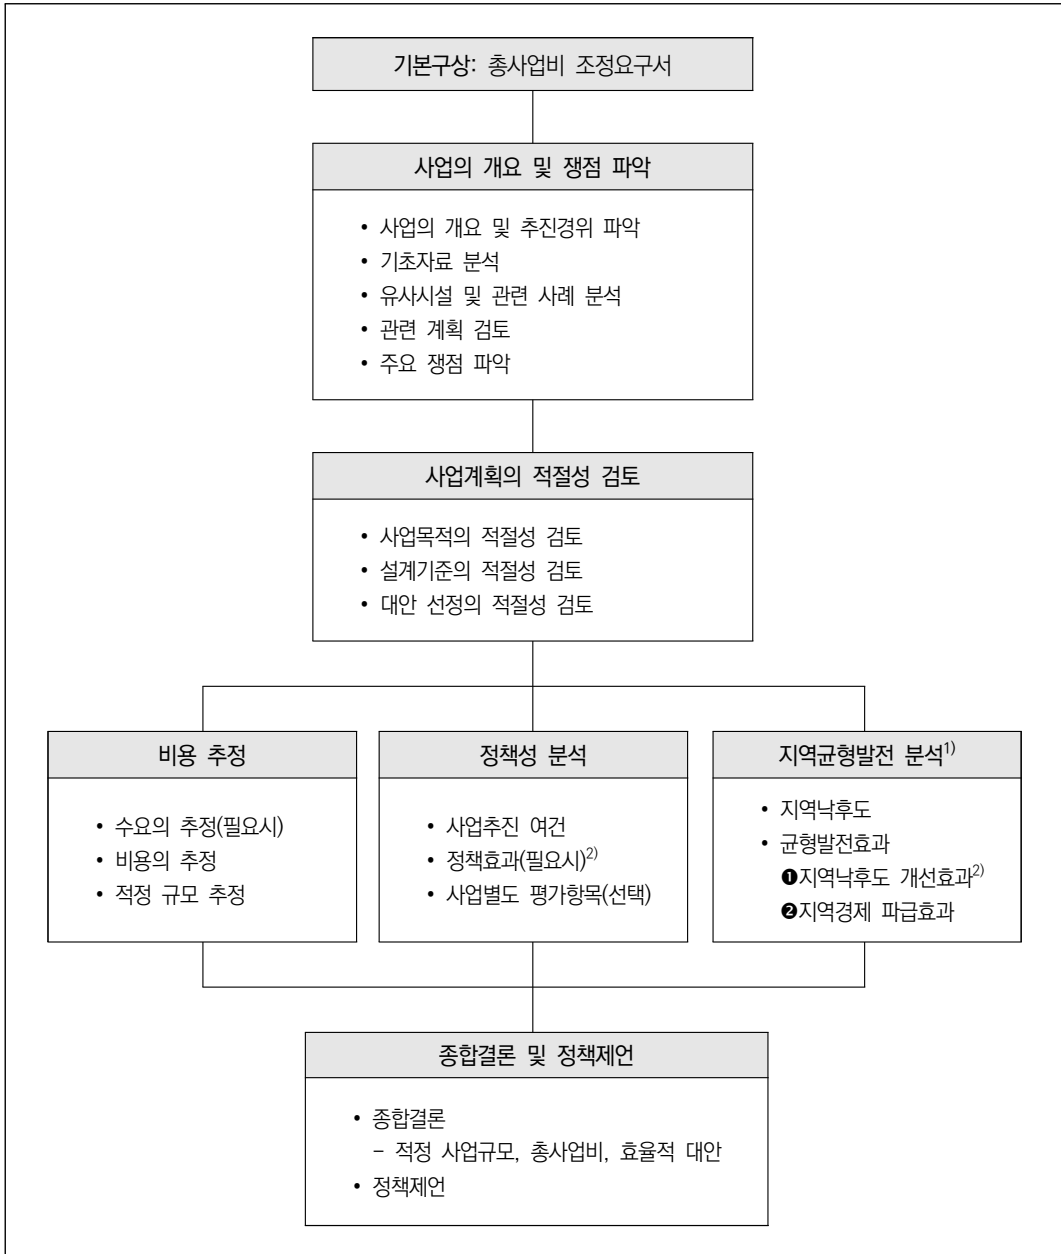 기본구상: 총사업비 조정요구서
사업의 개요 및 쟁점 파악
• 사업의 개요 및 추진경위 파악
• 기초자료 분석
• 유사시설 및 관련 사례 분석
• 관련 계획 검토
• 주요 쟁점 파악
사업계획의 적절성 검토
• 사업목적의 적절성 검토
• 설계기준의 적절성 검토
• 대안 선정의 적절성 검토
비용 추정
• 수요의 추정(필요시)
• 비용의 추정
• 적정 규모 추정
정책성 분석
• 사업추진 여건
• 정책효과(필요시)2)
• 사업별도 평가항목(선택)
지역균형발전 분석1)
• 지역낙후도
• 균형발전효과
❶지역낙후도 개선효과2)
❷지역경제 파급효과
종합결론 및 정책제언
• 종합결론
– 적정 사업규모, 총사업비, 효율적 대안
• 정책제언